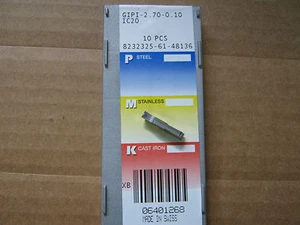 GIPI-2.70-0.10
IC20
10 PCS
8232325-61-48136
P STEEL
M STAINLESS
K CAST IRON
XB
06401268
MADE IN SWISS